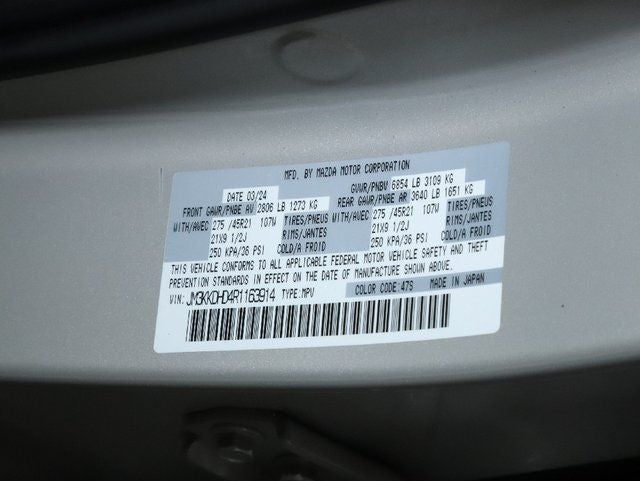 MFD. BY MAZDA MOTOR CORPORATION
DATE 03/24 GVWR/PNBV 6854 LB 3109 KG
FRONT GAWR/PNBE AV 2806 LB 1273 KG REAR GAWR/PNBE AR 3640 LB 1651 KG
WITH/AVEC 275 /45R21 107W TIRES/PNEUS WITH/AVEC 275 /45R21 107W TIRES/PNEUS
21X9 1/2J RIMS/JANTES 21X9 1/2J RIMS/JANTES
250 KPA/36 PSI COLD/A FROID 250 KPA/36 PSI COLD/A FROID
THIS VEHICLE CONFORMS TO ALL APPLICABLE FEDERAL MOTOR VEHICLE SAFETY AND THEFT
PREVENTION STANDARDS IN EFFECT ON THE DATE OF MANUFACTURE SHOWN ABOVE.
VIN: JM3KKDHD4R1163914 TYPE:MPV COLOR CODE:47S MADE IN JAPAN